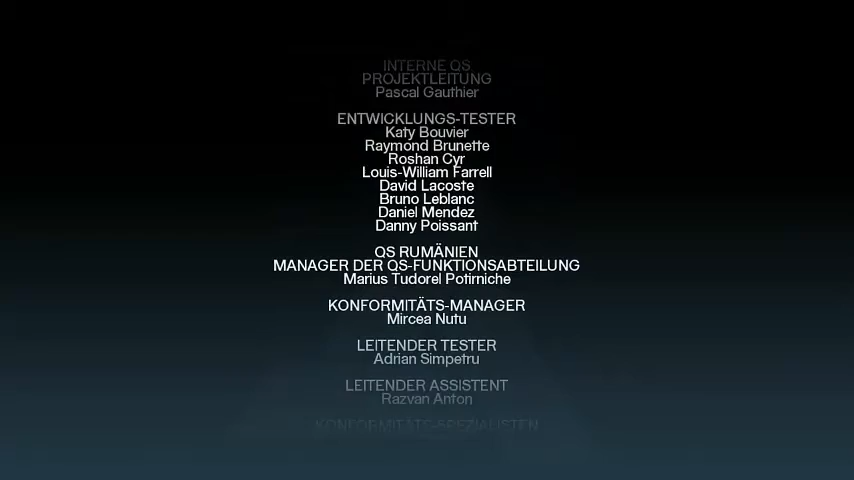 INTERNE QS
PROJEKTLEITUNG
Pascal Gauthier
ENTWICKLUNGS-TESTER
Katy Bouvier
Raymond Brunette
Roshan Cyr
Louis-William Farrell
David Lacoste
Bruno Leblanc
Daniel Mendez
Danny Poissant
QS RUMÄNIEN
MANAGER DER QS-FUNKTIONSABTEILUNG
Marius Tudorel Potirniche
KONFORMITÄTS-MANAGER
Mircea Nutu
LEITENDER TESTER
Adrian Simpetru
LEITENDER ASSISTENT
Razvan Anton
KONFORMITÄTS-SPEZIALISTEN